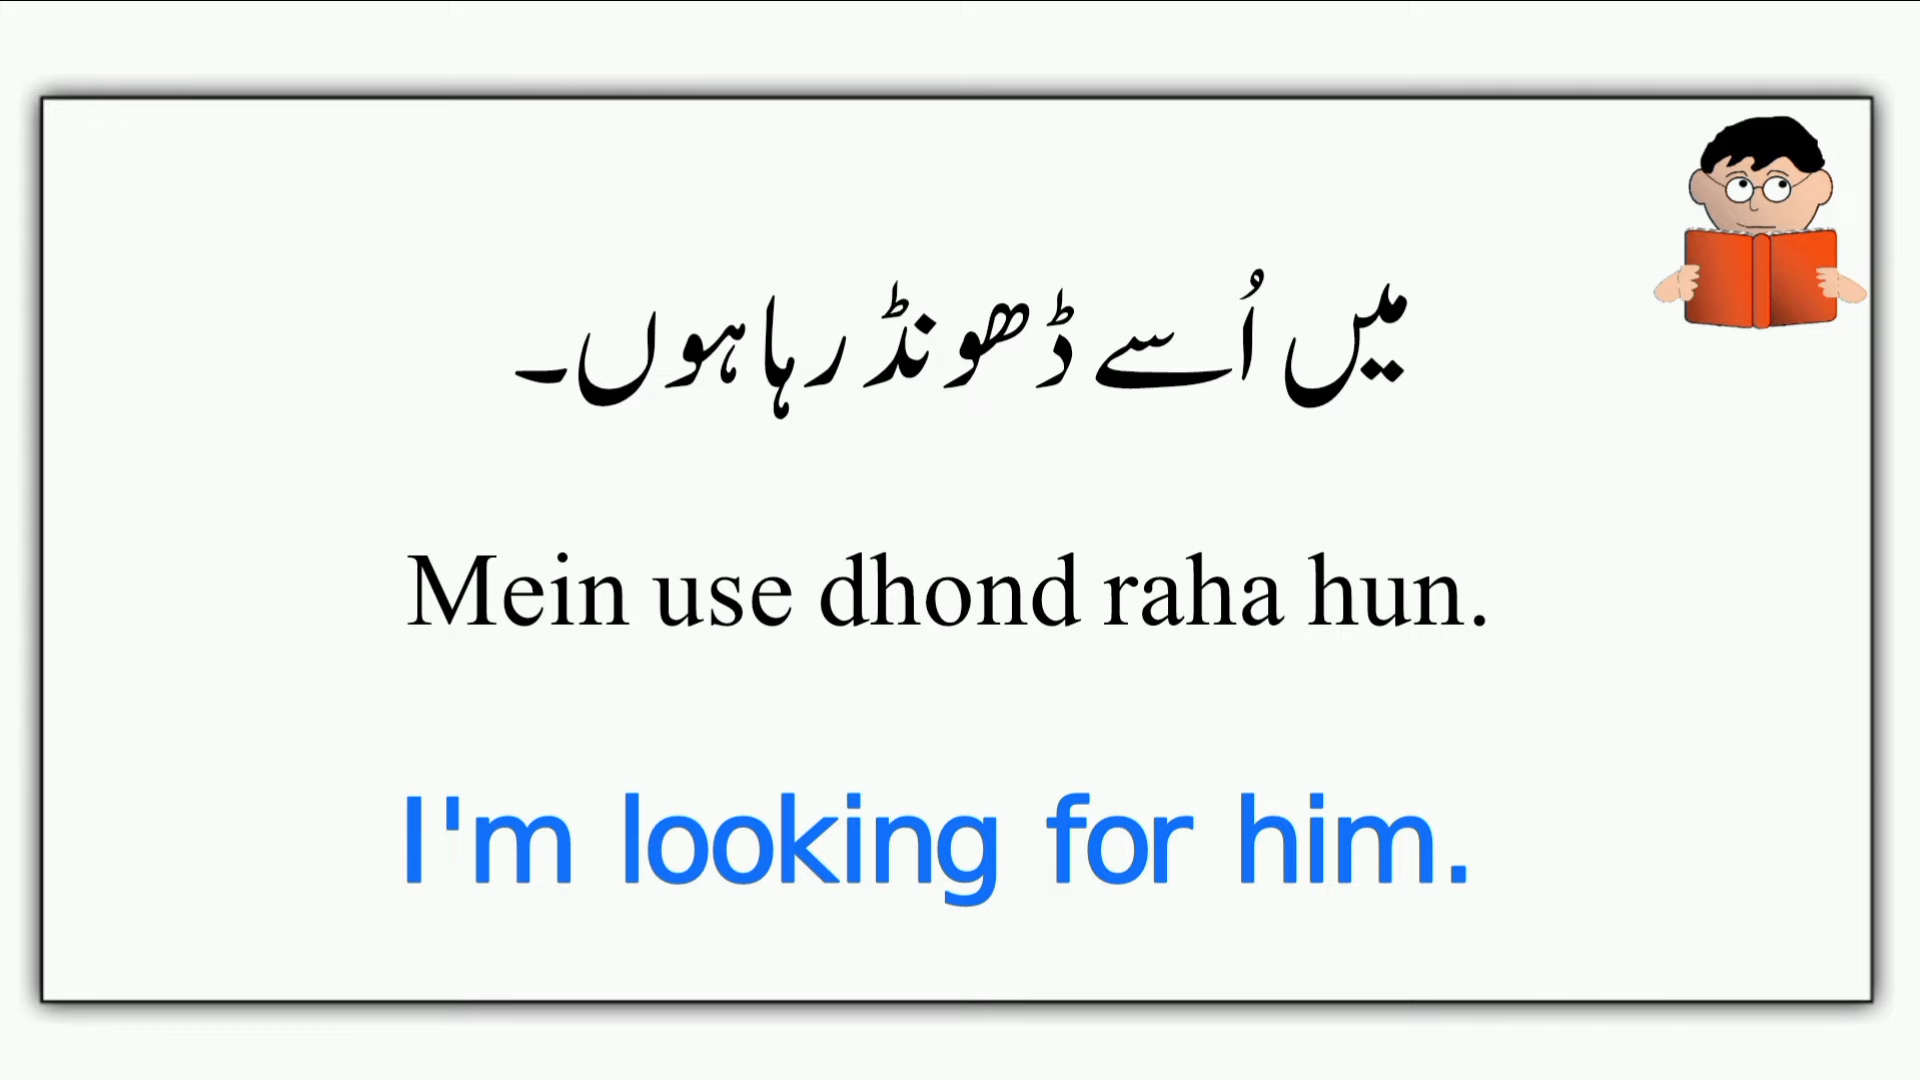 میں اُسے ڈھونڈ رہا ہوں۔
Mein use dhond raha hun.
I'm looking for him.